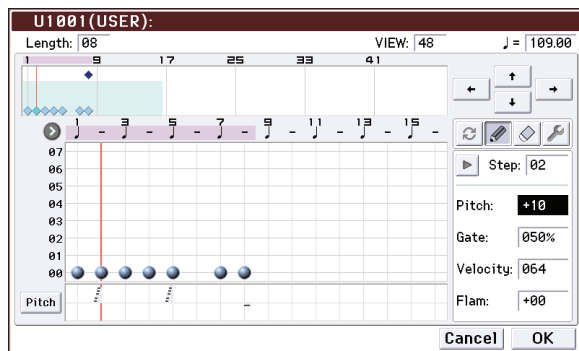 U1001(USER):
Length: 08 VIEW: 48 ♩= 109.00
1 9 17 25 33 41
1 - 3 - 5 - 7 - 9 - 11 - 13 - 15 -
07
06
05
04
03
02
01
00
Pitch
Step: 02
Pitch: +10
Gate: 050%
Velocity: 064
Flam: +00
Cancel OK